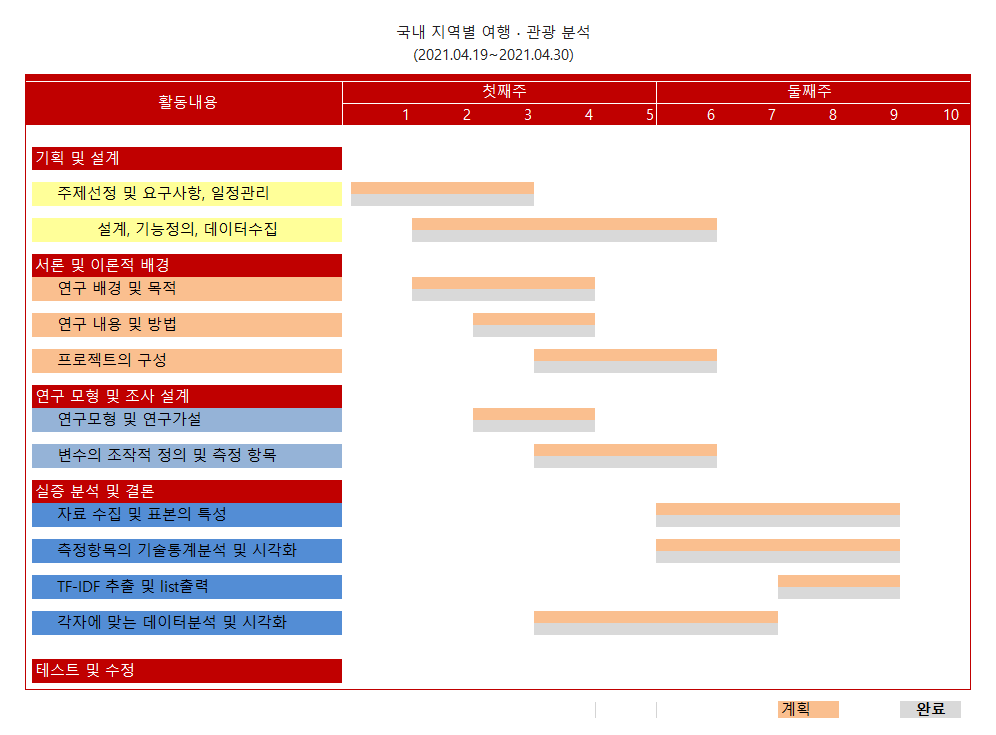 국내 지역별 여행 · 관광 분석
(2021.04.19~2021.04.30)
활동내용
첫째주 둘째주
1 2 3 4 5 6 7 8 9 10
기획 및 설계
주제선정 및 요구사항, 일정관리
설계, 기능정의, 데이터수집
서론 및 이론적 배경
연구 배경 및 목적
연구 내용 및 방법
프로젝트의 구성
연구 모형 및 조사 설계
연구모형 및 연구가설
변수의 조작적 정의 및 측정 항목
실증 분석 및 결론
자료 수집 및 표본의 특성
측정항목의 기술통계분석 및 시각화
TF-IDF 추출 및 list출력
각자에 맞는 데이터분석 및 시각화
테스트 및 수정
계획 완료